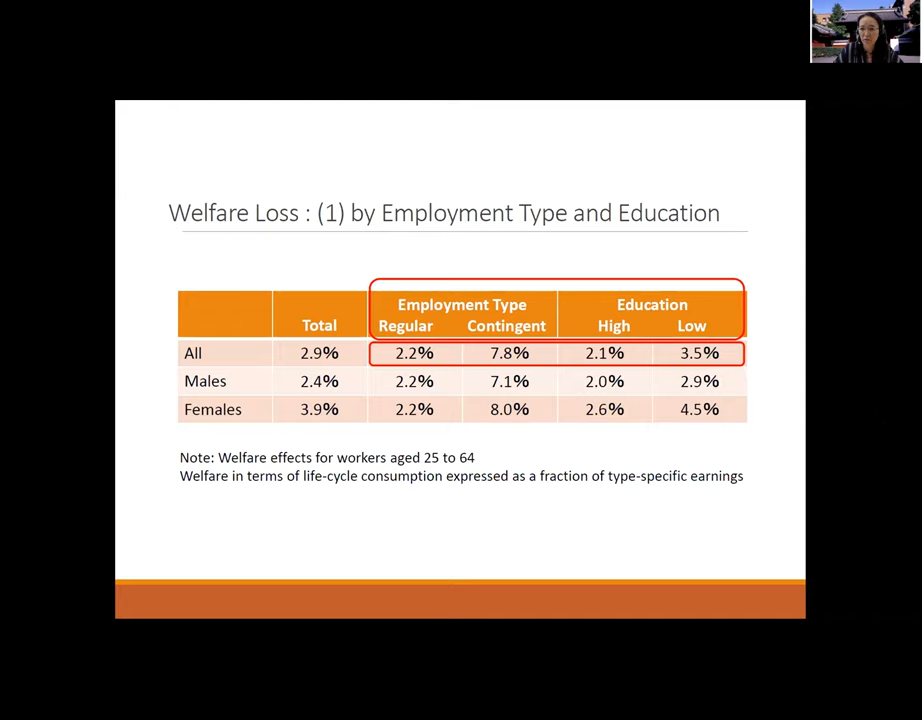 Welfare Loss : (1) by Employment Type and Education
Employment Type Education
Total Regular Contingent High Low
All 2.9% 2.2% 7.8% 2.1% 3.5%
Males 2.4% 2.2% 7.1% 2.0% 2.9%
Females 3.9% 2.2% 8.0% 2.6% 4.5%
Note: Welfare effects for workers aged 25 to 64
Welfare in terms of life-cycle consumption expressed as a fraction of type-specific earnings